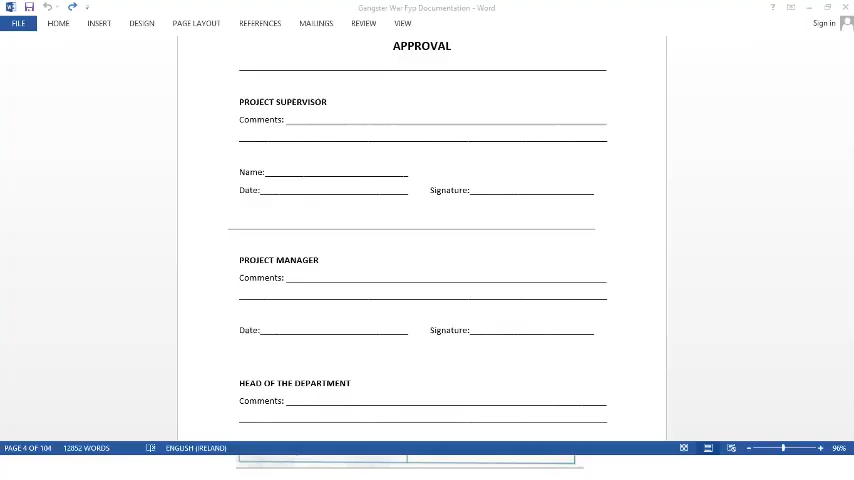 Gangster War Fyp Documentation - Word
FILE HOME INSERT DESIGN PAGE LAYOUT REFERENCES MAILINGS REVIEW VIEW Sign in
APPROVAL
PROJECT SUPERVISOR
Comments:
Name:
Date: Signature:
PROJECT MANAGER
Comments:
Date: Signature:
HEAD OF THE DEPARTMENT
Comments:
PAGE 4 OF 104 12852 WORDS ENGLISH (IRELAND) 96%